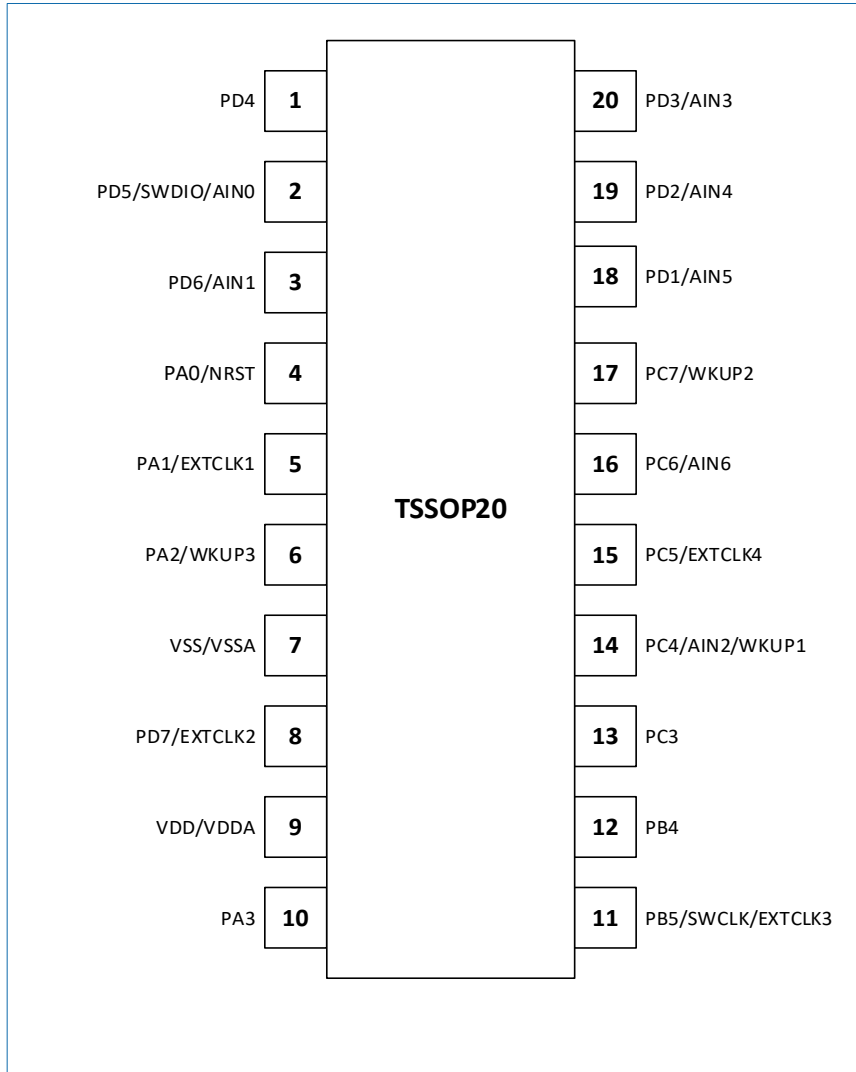 PD4 1 20 PD3/AIN3
PD5/SWDIO/AIN0 2 19 PD2/AIN4
PD6/AIN1 3 18 PD1/AIN5
PA0/NRST 4 17 PC7/WKUP2
PA1/EXTCLK1 5 16 PC6/AIN6
TSSOP20
PA2/WKUP3 6 15 PC5/EXTCLK4
VSS/VSSA 7 14 PC4/AIN2/WKUP1
PD7/EXTCLK2 8 13 PC3
VDD/VDDA 9 12 PB4
PA3 10 11 PB5/SWCLK/EXTCLK3